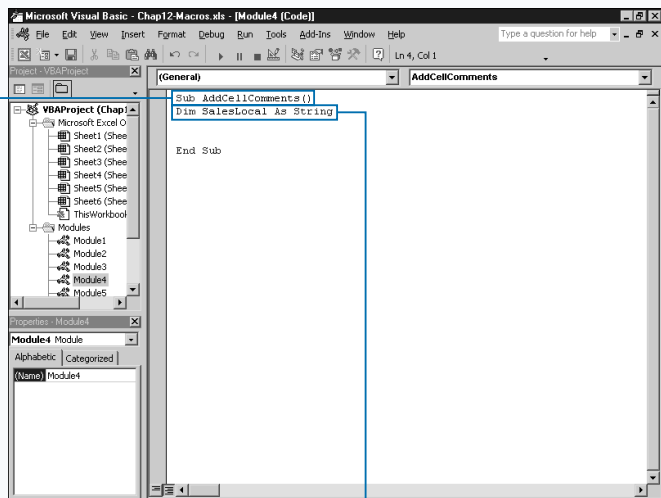 Microsoft Visual Basic - Chap12-Macros.xls - [Module4 (Code)]
File Edit View Insert Format Debug Run Tools Add-Ins Window Help
Type a question for help
Ln 4, Col 1
Project - VBAProject
(General)
AddCellComments
VBAProject (Chap1
Microsoft Excel O
Sheet1 (Shee
Sheet2 (Shee
Sheet3 (Shee
Sheet4 (Shee
Sheet5 (Shee
Sheet6 (Shee
ThisWorkbool
Modules
Module1
Module2
Module3
Module4
Module5
Sub AddCellComments()
Dim SalesLocal As String
End Sub
Properties - Module4
Module4 Module
Alphabetic Categorized
(Name) Module4